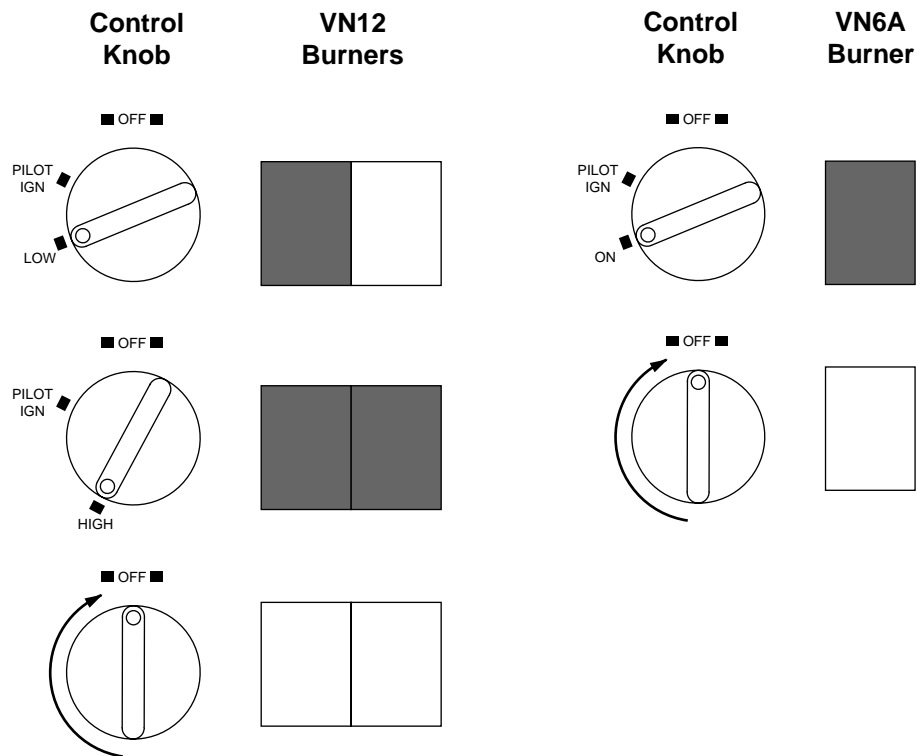 Control Knob
VN12 Burners
Control Knob
VN6A Burner
OFF
PILOT IGN
LOW
OFF
PILOT IGN
HIGH
OFF
OFF
PILOT IGN
ON
OFF